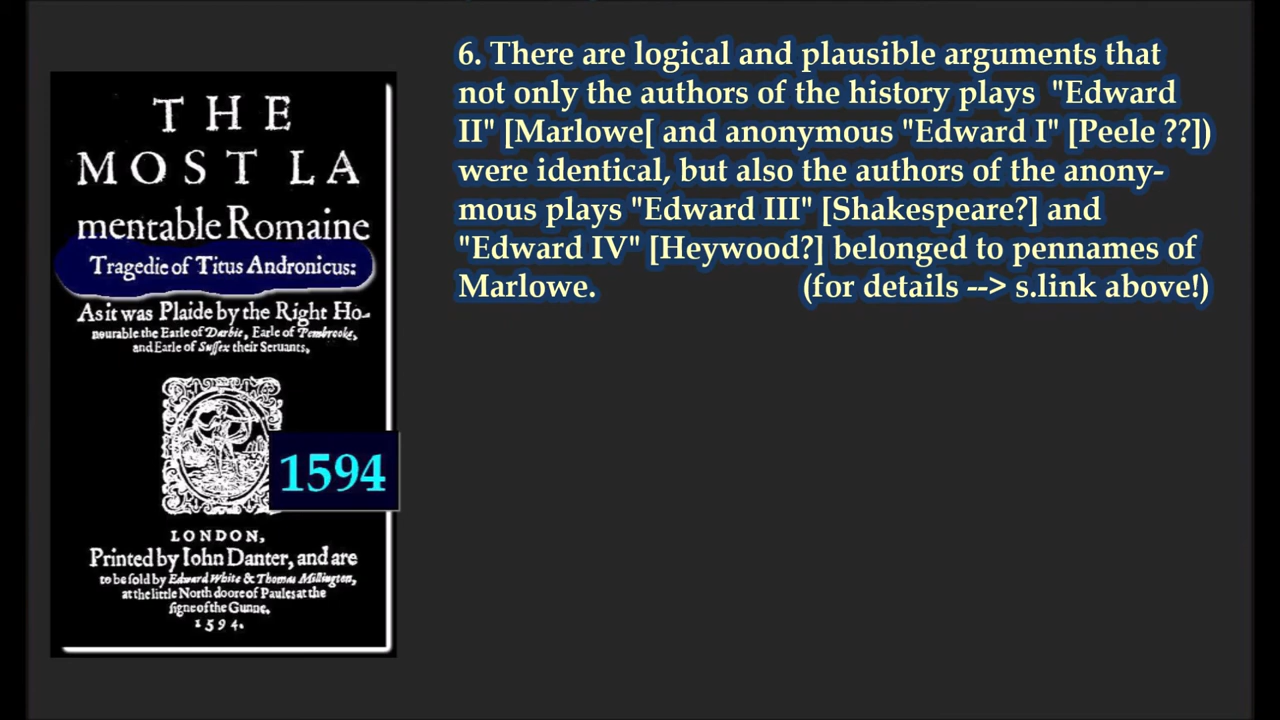 THE
MOST LA
mentable Romaine
Tragedie of Titus Andronicus:
As it was Plaide by the Right Ho-
nourable the Earle of Darbie, Earle of Pembrooke,
and Earle of Suſſex their Seruants,
1594
LONDON,
Printed by Iohn Danter, and are
to be ſold by Edward White & Thomas Millington,
at the little North doore of Paules at the
ſigne of the Gunne,
1594.
6. There are logical and plausible arguments that
not only the authors of the history plays "Edward
II" [Marlowe[ and anonymous "Edward I" [Peele ??])
were identical, but also the authors of the anony-
mous plays "Edward III" [Shakespeare?] and
"Edward IV" [Heywood?] belonged to pennames of
Marlowe. (for details --> s.link above!)